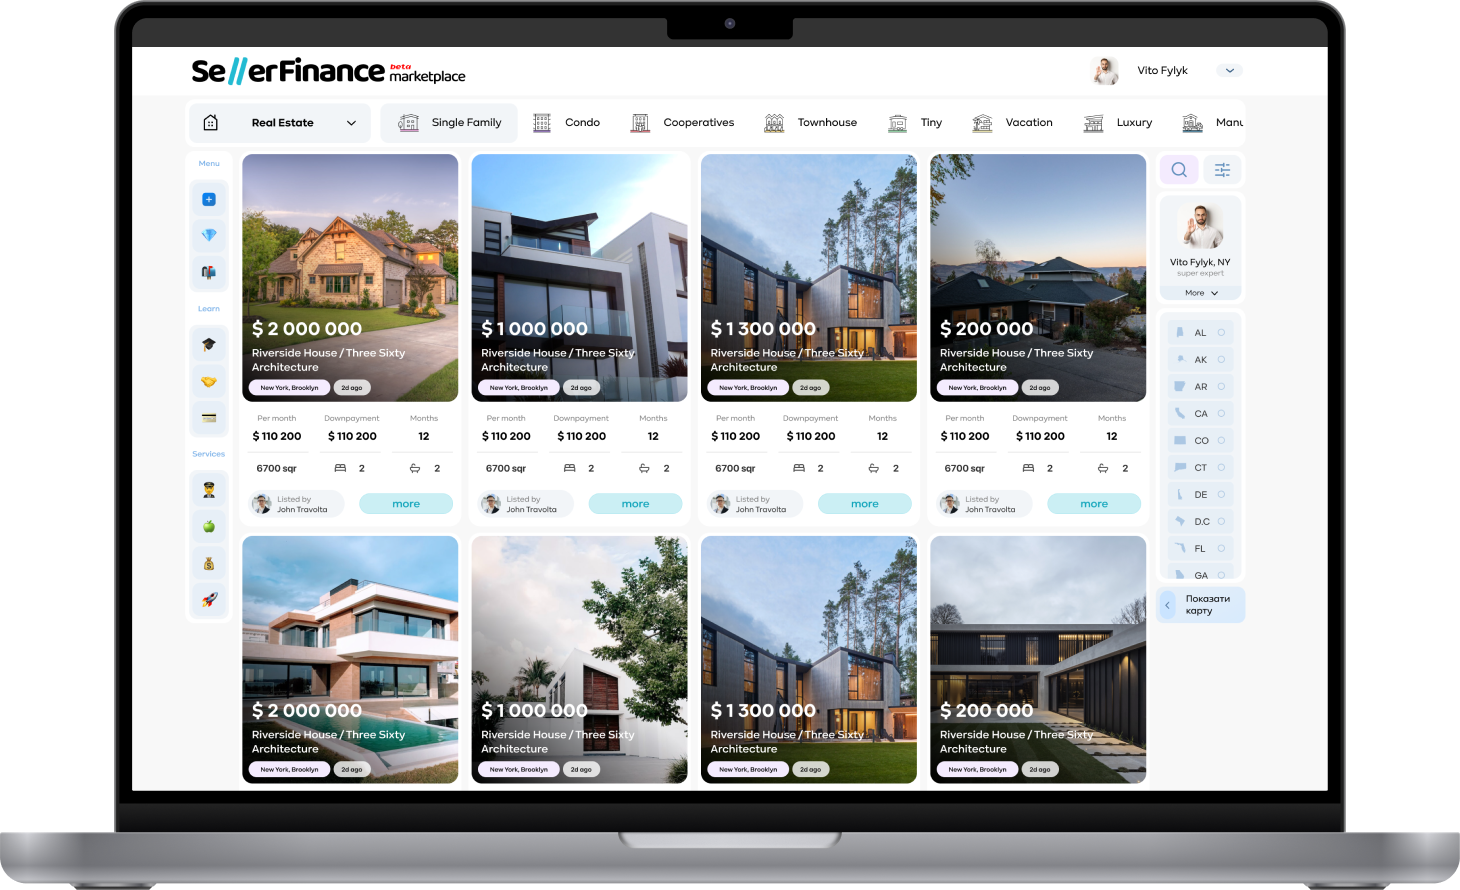 SellerFinance beta marketplace
Vito Fylyk
Real Estate
Single Family
Condo
Cooperatives
Townhouse
Tiny
Vacation
Luxury
Manu
Menu
Learn
Services
$ 2 000 000
Riverside House / Three Sixty
Architecture
New York, Brooklyn
2d ago
Per month
Downpayment
Months
$ 110 200
$ 110 200
12
6700 sqr
2
2
Listed by
John Travolta
more
$ 1 000 000
Riverside House / Three Sixty
Architecture
New York, Brooklyn
2d ago
Per month
Downpayment
Months
$ 110 200
$ 110 200
12
6700 sqr
2
2
Listed by
John Travolta
more
$ 1 300 000
Riverside House / Three Sixty
Architecture
New York, Brooklyn
2d ago
Per month
Downpayment
Months
$ 110 200
$ 110 200
12
6700 sqr
2
2
Listed by
John Travolta
more
$ 200 000
Riverside House / Three Sixty
Architecture
New York, Brooklyn
2d ago
Per month
Downpayment
Months
$ 110 200
$ 110 200
12
6700 sqr
2
2
Listed by
John Travolta
more
$ 2 000 000
Riverside House / Three Sixty
Architecture
New York, Brooklyn
2d ago
$ 1 000 000
Riverside House / Three Sixty
Architecture
New York, Brooklyn
2d ago
$ 1 300 000
Riverside House / Three Sixty
Architecture
New York, Brooklyn
2d ago
$ 200 000
Riverside House / Three Sixty
Architecture
New York, Brooklyn
2d ago
Vito Fylyk, NY
super expert
More
AL
AK
AR
CA
CO
CT
DE
D.C
FL
GA
Показати
карту